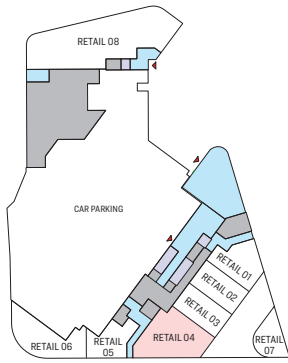 RETAIL 08
CAR PARKING
RETAIL 01
RETAIL 02
RETAIL 03
RETAIL 04
RETAIL
05
RETAIL 06
RETAIL
07